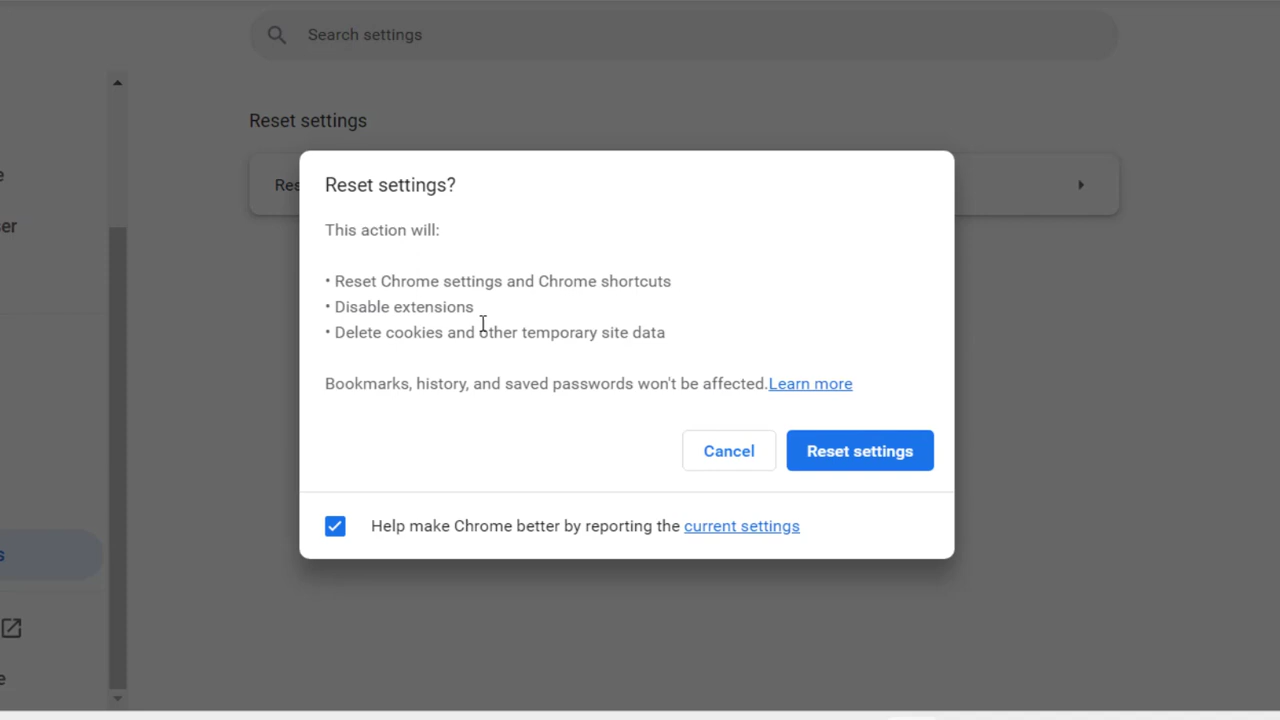 Search settings
Reset settings
Res
e
ser
Reset settings?
This action will:
• Reset Chrome settings and Chrome shortcuts
• Disable extensions
• Delete cookies and other temporary site data
Bookmarks, history, and saved passwords won't be affected.Learn more
Cancel
Reset settings
Help make Chrome better by reporting the current settings
s
e